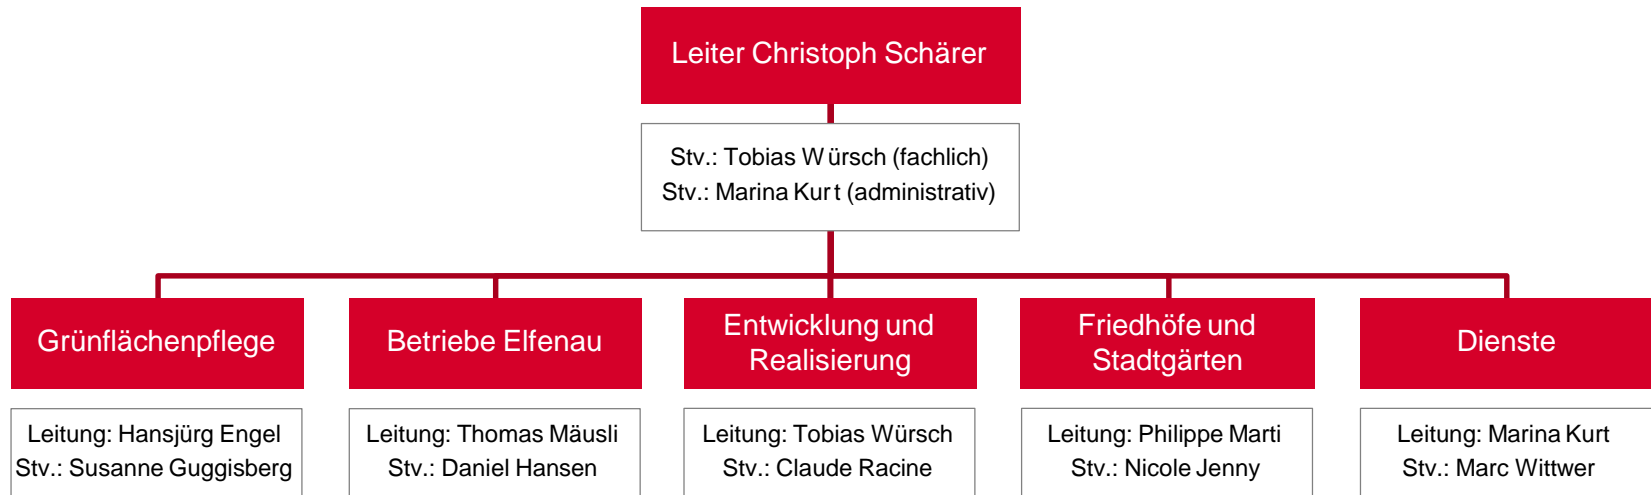 Leiter Christoph Schärer
Stv.: Tobias Würsch (fachlich)
Stv.: Marina Kurt (administrativ)
Grünflächenpflege
Leitung: Hansjürg Engel
Stv.: Susanne Guggisberg
Betriebe Elfenau
Leitung: Thomas Mäusli
Stv.: Daniel Hansen
Entwicklung und
Realisierung
Leitung: Tobias Würsch
Stv.: Claude Racine
Friedhöfe und
Stadtgärten
Leitung: Philippe Marti
Stv.: Nicole Jenny
Dienste
Leitung: Marina Kurt
Stv.: Marc Wittwer